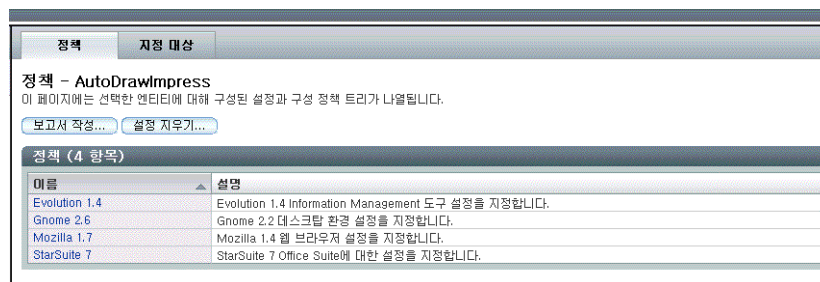 정책 지정 대상
정책 - AutoDrawImpress
이 페이지에는 선택한 엔티티에 대해 구성된 설정과 구성 정책 트리가 나열됩니다.
보고서 작성... 설정 지우기...
정책 (4 항목)
이름 설명
Evolution 1.4 Evolution 1.4 Information Management 도구 설정을 지정합니다.
Gnome 2.6 Gnome 2.2 데스크탑 환경 설정을 지정합니다.
Mozilla 1.7 Mozilla 1.4 웹 브라우저 설정을 지정합니다.
StarSuite 7 StarSuite 7 Office Suite에 대한 설정을 지정합니다.